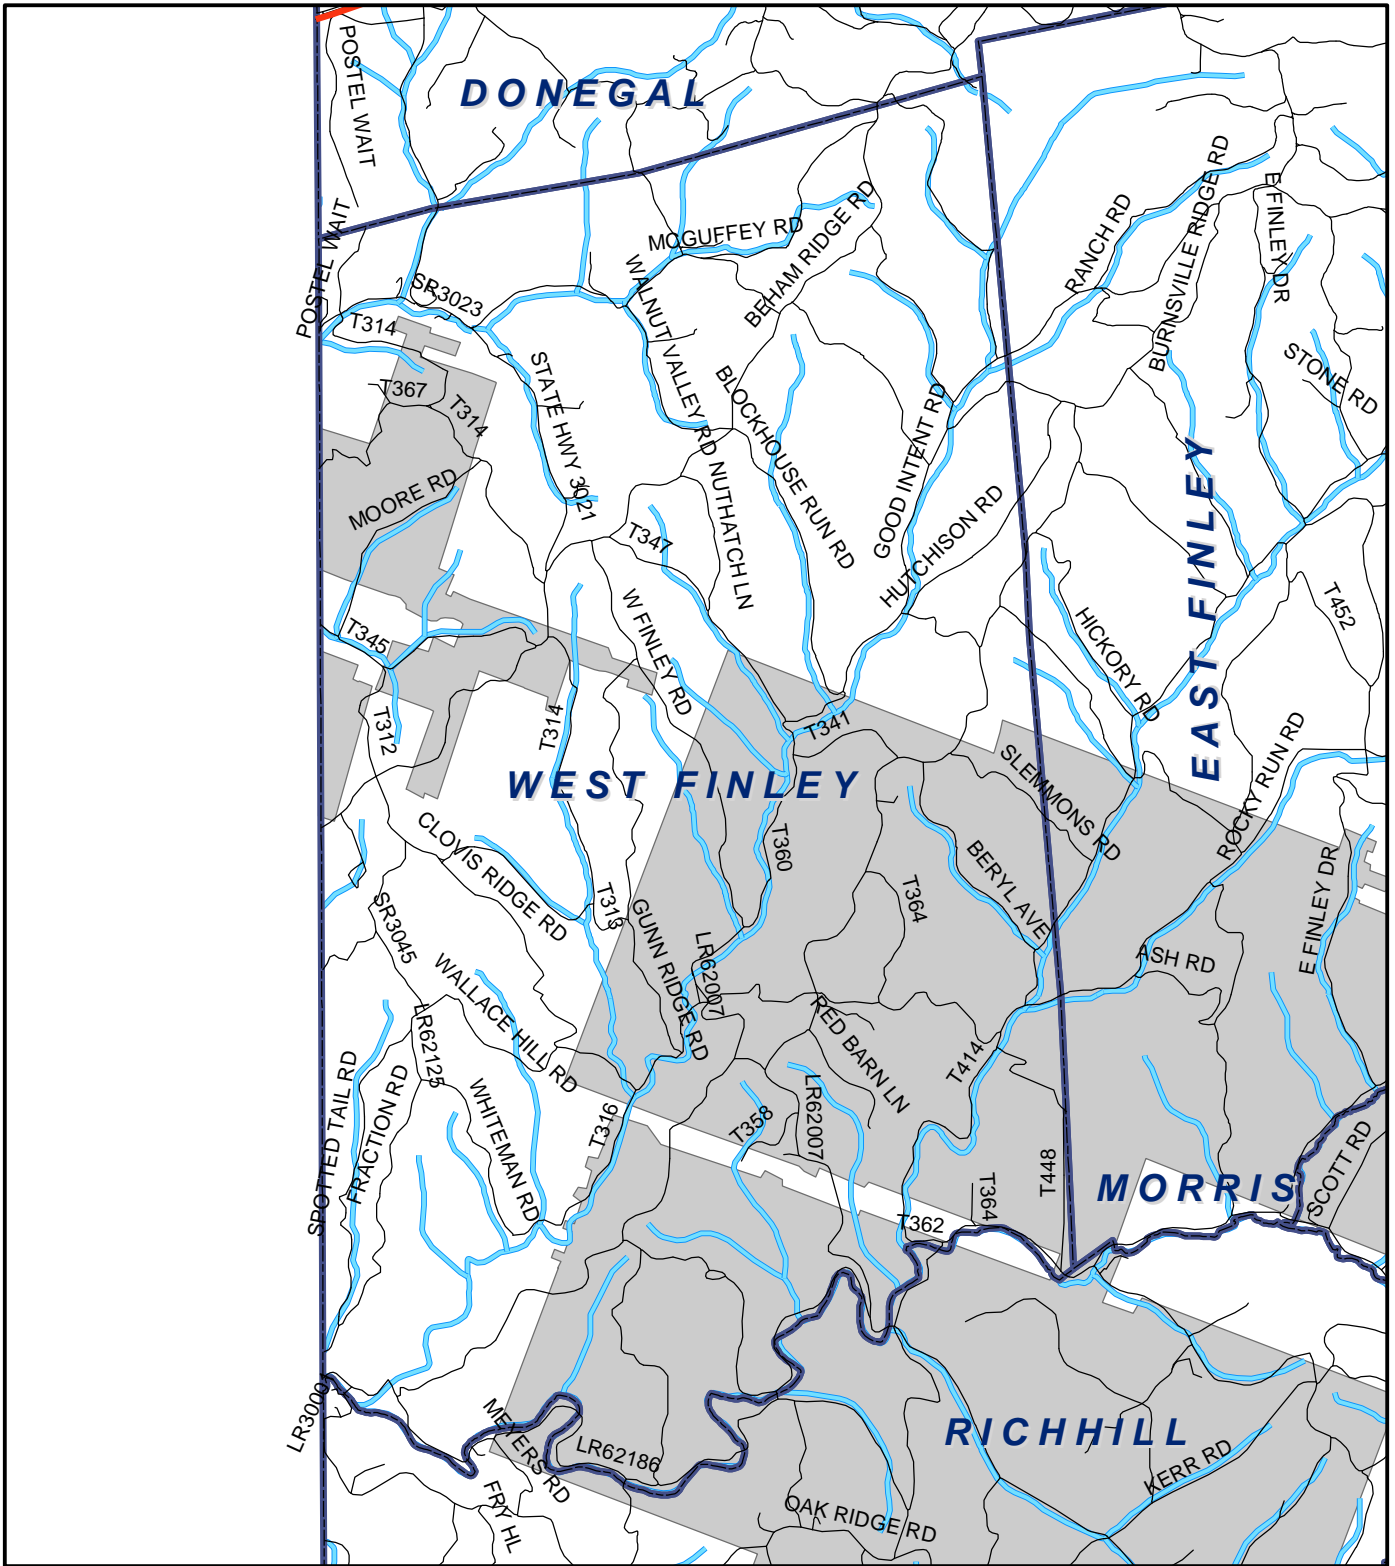 POSTEL WAIT
DONEGAL
POSTEL WAIT
MCGUFFEY RD
BEHAM RIDGE RD
RANCH RD
BURNSVILLE RIDGE RD
E FINLEY DR
SR3023
T314
WALNUT VALLEY RD
STATE HWY 3021
T367
T314
BLOCKHOUSE RUN RD
STONE RD
GOOD INTENT RD
MOORE RD
NUTHATCH LN
T347
HUTCHISON RD
EAST FINLEY
T345
W FINLEY RD
HICKORY RD
T452
T312
T314
T341
WEST FINLEY
SLEMMONS RD
ROCKY RUN RD
CLOVIS RIDGE RD
T360
BERYL AVE
T364
T313
E FINLEY DR
SR3045
GUNN RIDGE RD
LR62007
ASH RD
WALLACE HILL RD
LR62125
RED BARN LN
T414
SPOTTED TAIL RD
FRACTION RD
WHITEMAN RD
T316
T358
LR62007
T448
T364
T362
MORRIS
SCOTT RD
LR3000
MEYERS RD
LR62186
RICHHILL
KERR RD
FRY HL
OAK RIDGE RD